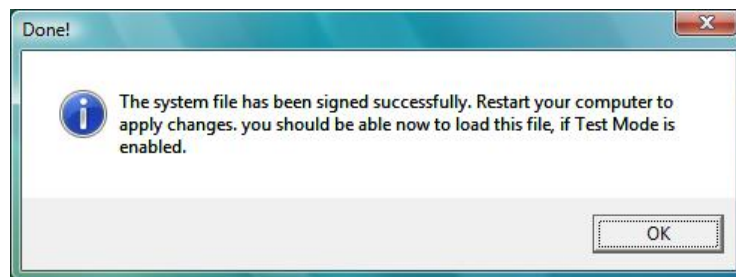 Done!
The system file has been signed successfully. Restart your computer to
apply changes. you should be able now to load this file, if Test Mode is
enabled.
OK